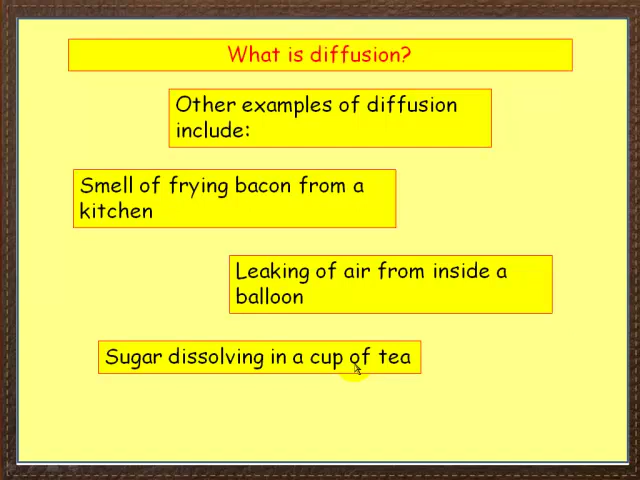 What is diffusion?
Other examples of diffusion
include:
Smell of frying bacon from a
kitchen
Leaking of air from inside a
balloon
Sugar dissolving in a cup of tea